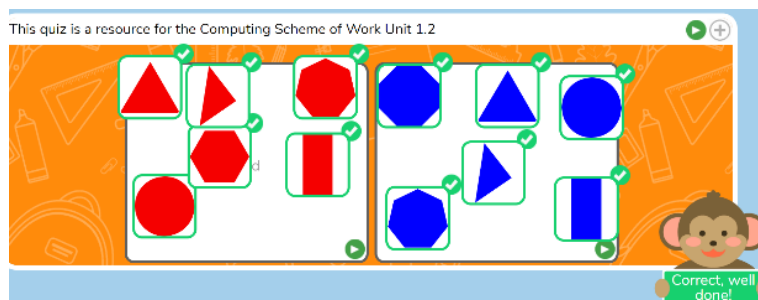 This quiz is a resource for the Computing Scheme of Work Unit 1.2
d
Correct, well
done!